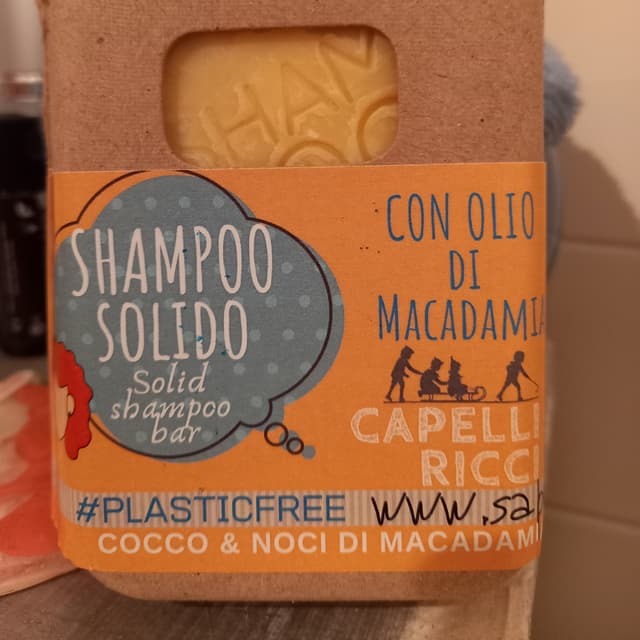 SHAMPOO
SOLIDO
Solid
shampoo
bar
CON OLIO
DI
MACADAMIA
CAPELLI
RICCI
#PLASTICFREE
COCCO & NOCI DI MACADAMI